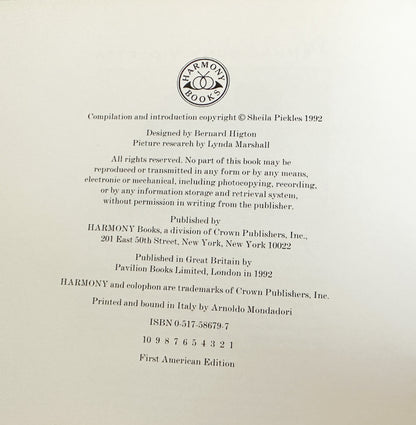 HARMONY
BOOKS
Compilation and introduction copyright © Sheila Pickles 1992
Designed by Bernard Higton
Picture research by Lynda Marshall
All rights reserved. No part of this book may be
reproduced or transmitted in any form or by any means,
electronic or mechanical, including photocopying, recording,
or by any information storage and retrieval system,
without permission in writing from the publisher.
Published by
HARMONY Books, a division of Crown Publishers, Inc.,
201 East 50th Street, New York, New York 10022
Published in Great Britain by
Pavilion Books Limited, London in 1992
HARMONY and colophon are trademarks of Crown Publishers, Inc.
Printed and bound in Italy by Arnoldo Mondadori
ISBN 0-517-58679-7
10 9 8 7 6 5 4 3 2 1
First American Edition